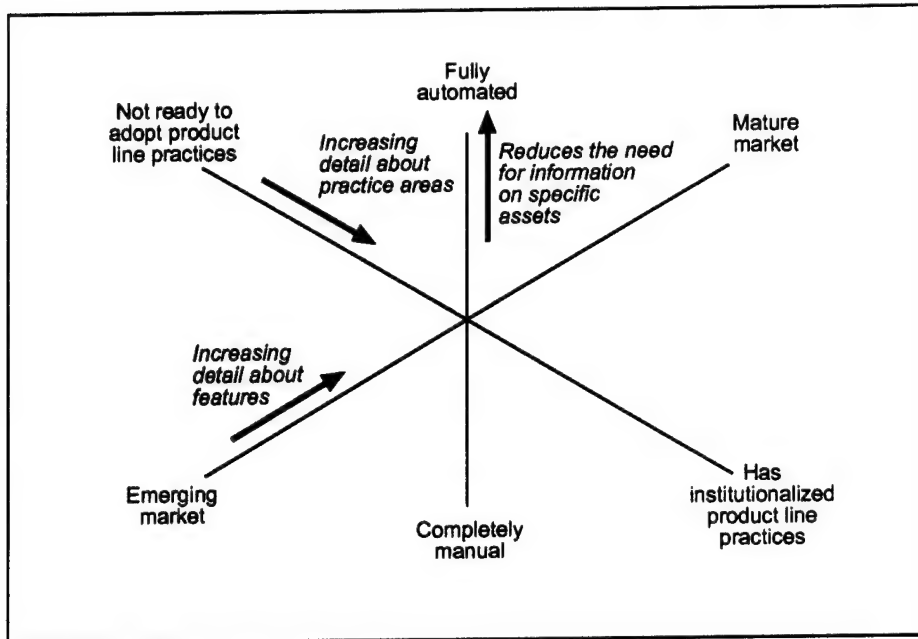 Fully
automated
Not ready to
adopt product
line practices
Increasing
detail about
practice areas
Reduces the need
for information
on specific
assets
Mature
market
Increasing
detail about
features
Emerging
market
Completely
manual
Has
institutionalized
product line
practices